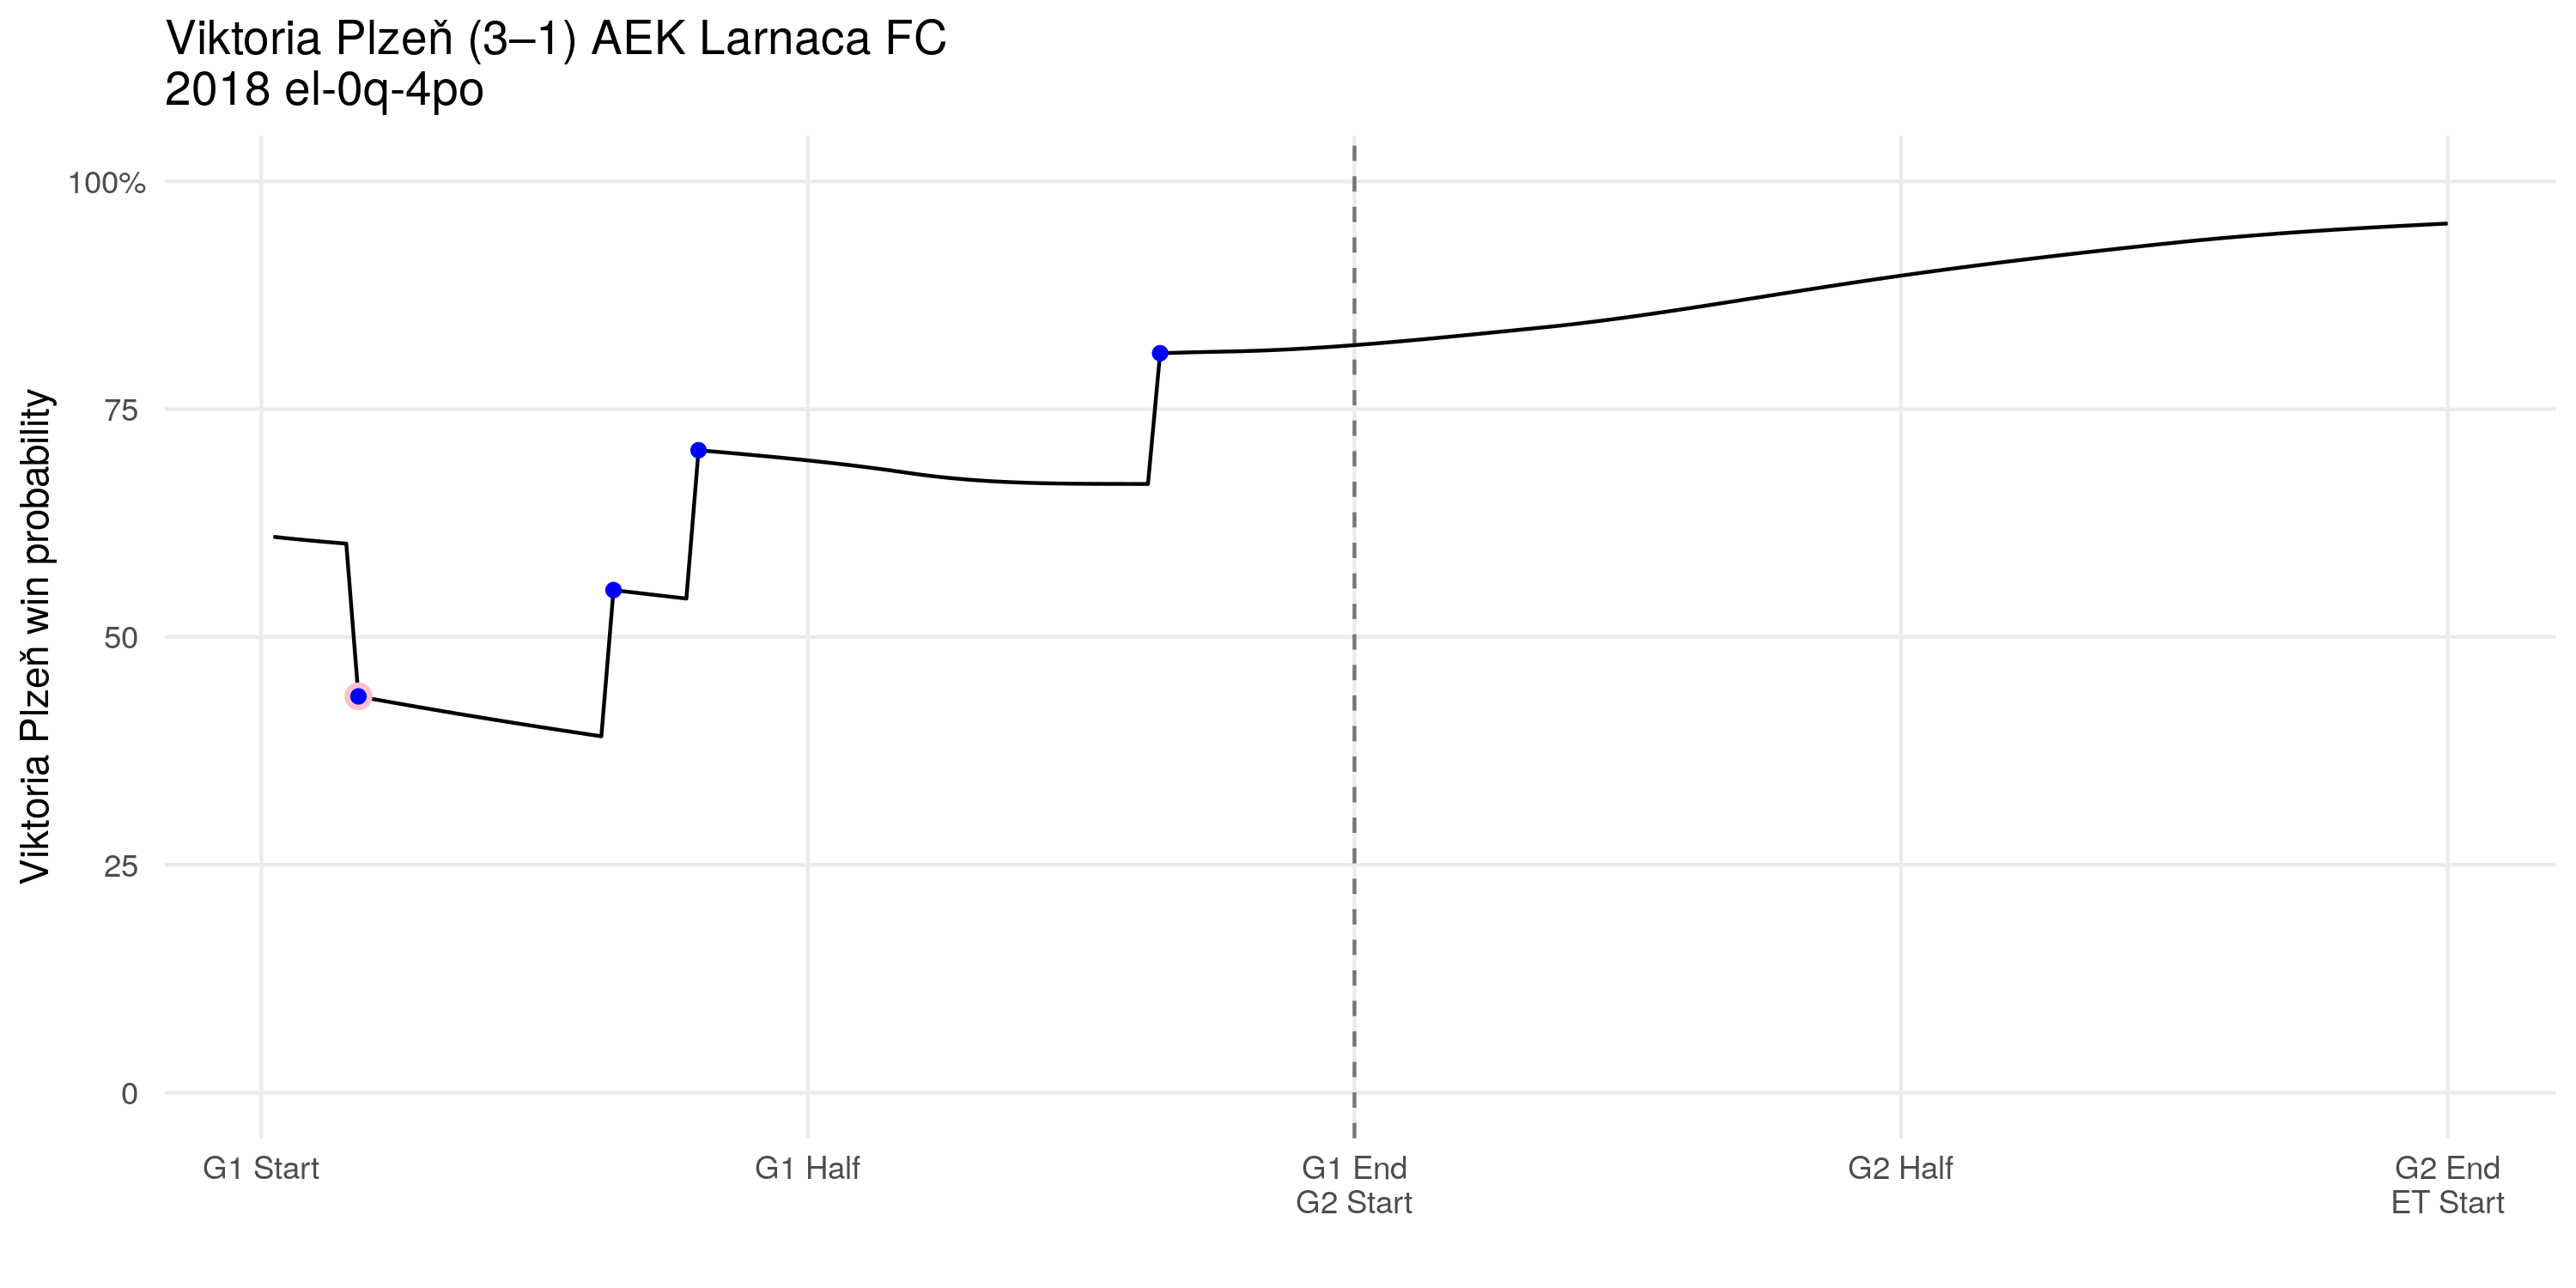 Viktoria Plzeň (3–1) AEK Larnaca FC
2018 el-0q-4po
Viktoria Plzeň win probability
100%
75
50
25
0
G1 Start
G1 Half
G1 End
G2 Start
G2 Half
G2 End
ET Start